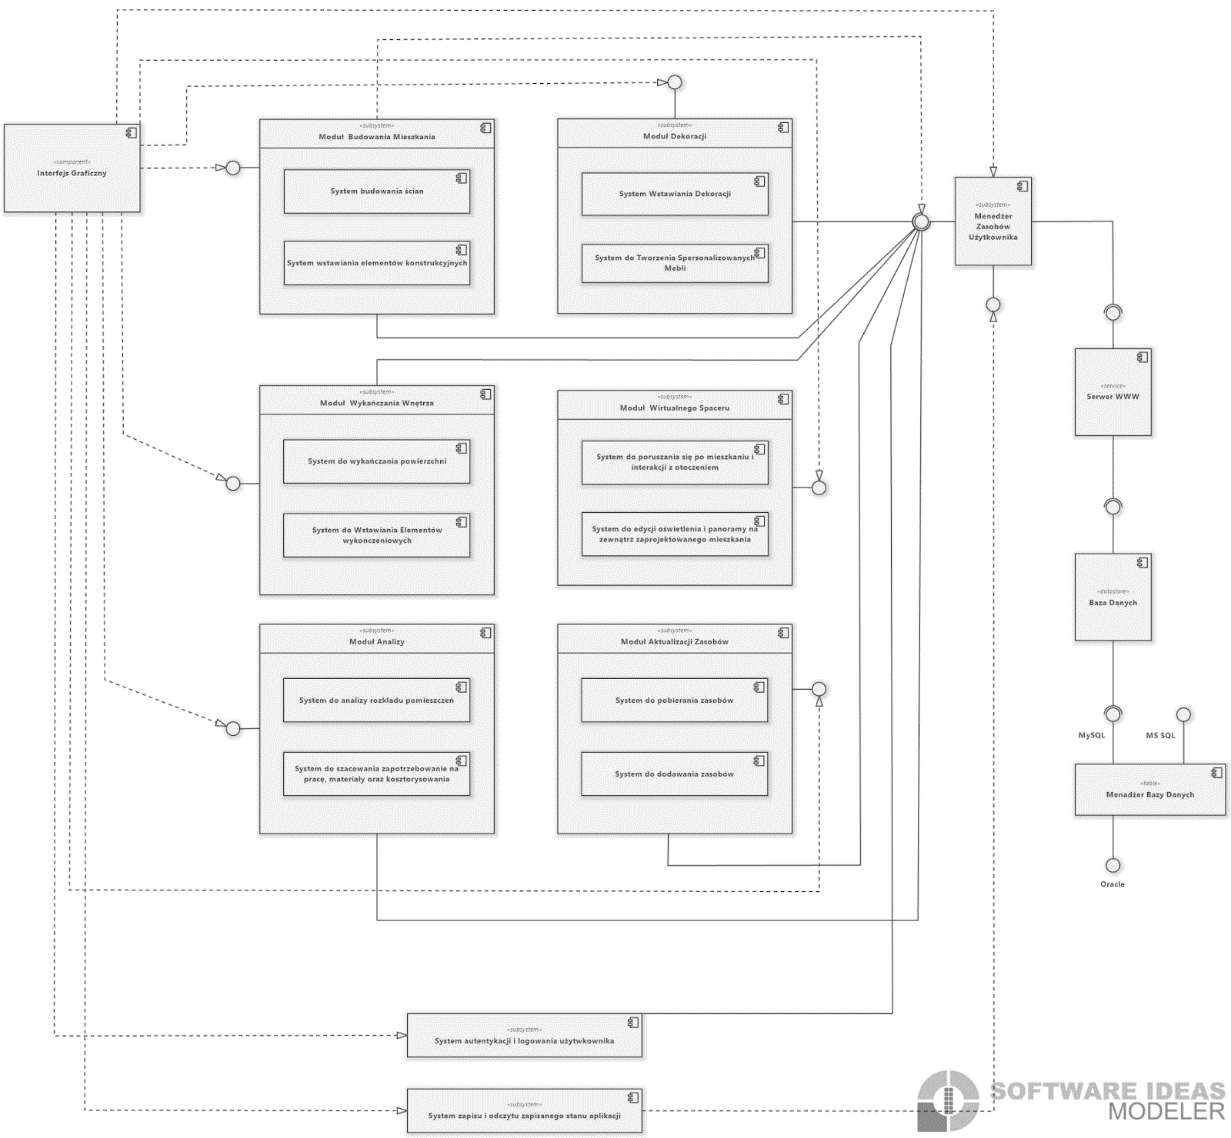 «component»
Interfejs Graficzny
«subsystem»
Moduł Budowania Mieszkania
System budowania ścian
System wstawiania elementów konstrukcyjnych
«subsystem»
Moduł Dekoracji
System Wstawiania Dekoracji
System do Tworzenia Spersonalizowanych
Mebli
«subsystem»
Menedżer
Zasobów
Użytkownika
«subsystem»
Moduł Wykańczania Wnętrza
System do wykańczania powierzchni
System do Wstawiania Elementów
wykończeniowych
«subsystem»
Moduł Wirtualnego Spaceru
System do poruszania się po mieszkaniu i
interakcji z otoczeniem
System do edycji oświetlenia i panoramy na
zewnątrz zaprojektowanego mieszkania
«service»
Serwer WWW
«datastore»
Baza Danych
«subsystem»
Moduł Analizy
System do analizy rozkładu pomieszczeń
System do szacowania zapotrzebowanie na
pracę, materiały oraz kosztorysowania
«subsystem»
Moduł Aktualizacji Zasobów
System do pobierania zasobów
System do dodawania zasobów
MySQL
MS SQL
«table»
Menadżer Bazy Danych
Oracle
«subsystem»
System autentykacji i logowania użytwkownika
«subsystem»
System zapisu i odczytu zapisanego stanu aplikacji
SOFTWARE IDEAS
MODELER